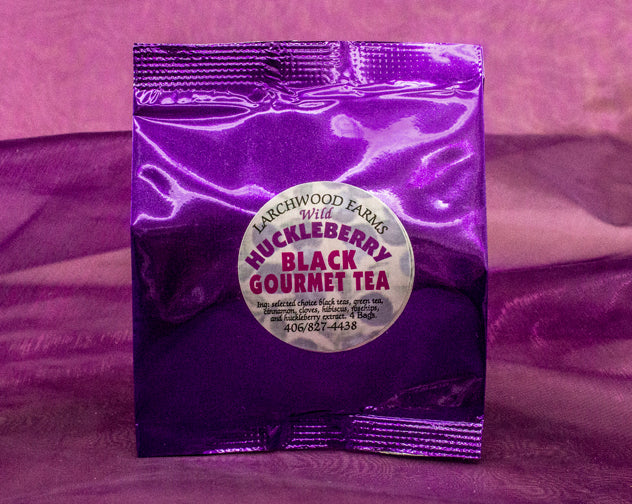 LARCHWOOD FARMS
Wild
HUCKLEBERRY
BLACK
GOURMET TEA
Ing: selected choice black teas, green tea,
cinnamon, cloves, hibiscus, rosehips,
and huckleberry extract. 4 Bags.
406/827-4438